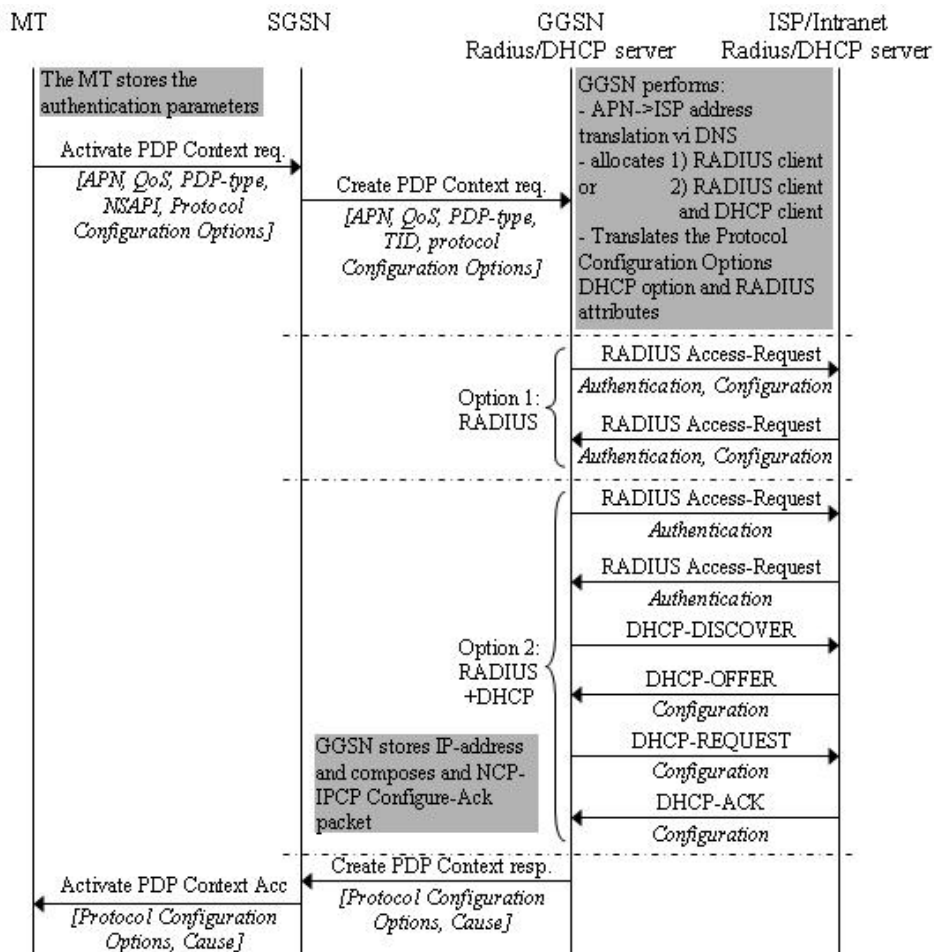 MT
SGSN
GGSN
Radius/DHCP server
ISP/Intranet
Radius/DHCP server
The MT stores the
authentication parameters
GGSN performs:
- APN->ISP address
translation vi DNS
- allocates 1) RADIUS client
or 2) RADIUS client
and DHCP client
- Translates the Protocol
Configuration Options
DHCP option and RADIUS
attributes
Activate PDP Context req.
[APN, QoS, PDP-type,
NSAPI, Protocol
Configuration Options]
Create PDP Context req.
[APN, QoS, PDP-type,
TID, protocol
Configuration Options]
Option 1:
RADIUS
RADIUS Access-Request
Authentication, Configuration
RADIUS Access-Request
Authentication, Configuration
Option 2:
RADIUS
+DHCP
RADIUS Access-Request
Authentication
RADIUS Access-Request
Authentication
DHCP-DISCOVER
DHCP-OFFER
Configuration
DHCP-REQUEST
Configuration
DHCP-ACK
Configuration
GGSN stores IP-address
and composes and NCP-
IPCP Configure-Ack
packet
Create PDP Context resp.
[Protocol Configuration
Options, Cause]
Activate PDP Context Acc
[Protocol Configuration
Options, Cause]